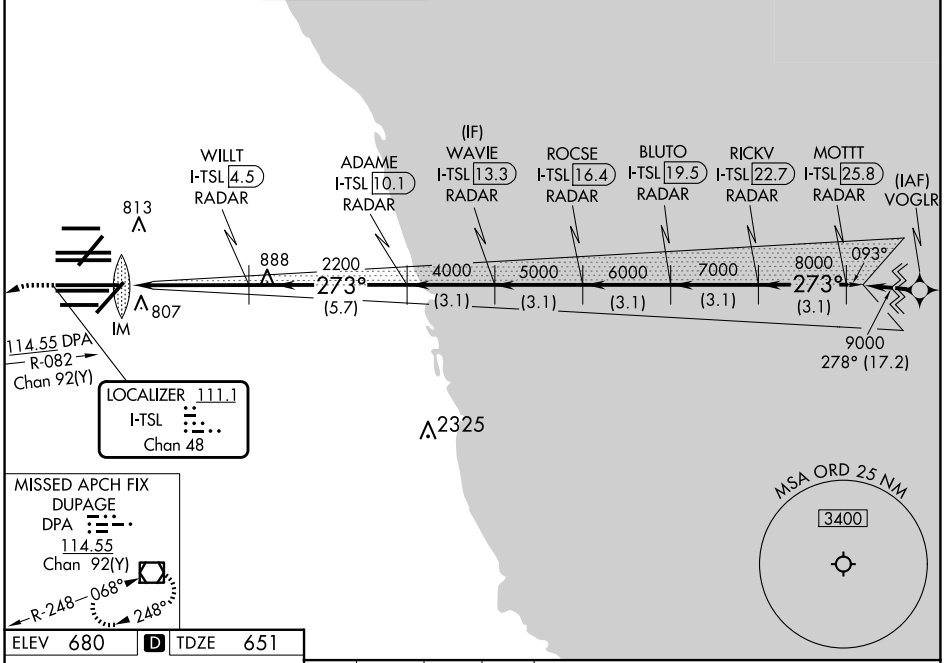 (IF)
WAVIE
I-TSL 13.3
RADAR
ROCSE
I-TSL 16.4
RADAR
BLUTO
I-TSL 19.5
RADAR
RICKV
I-TSL 22.7
RADAR
MOTTT
I-TSL 25.8
RADAR
(IAF)
VOGLR
WILLT
I-TSL 4.5
RADAR
ADAME
I-TSL 10.1
RADAR
813
888
2200
4000
5000
6000
7000
8000
093°
273°
273°
(5.7)
(3.1)
(3.1)
(3.1)
(3.1)
(3.1)
807
IM
9000
278° (17.2)
114.55 DPA
R-082
Chan 92(Y)
LOCALIZER 111.1
I-TSL
Chan 48
2325
MISSED APCH FIX
DUPAGE
DPA
114.55
Chan 92(Y)
R-248
068°
248°
MSA ORD 25 NM
3400
ELEV 680 D TDZE 651